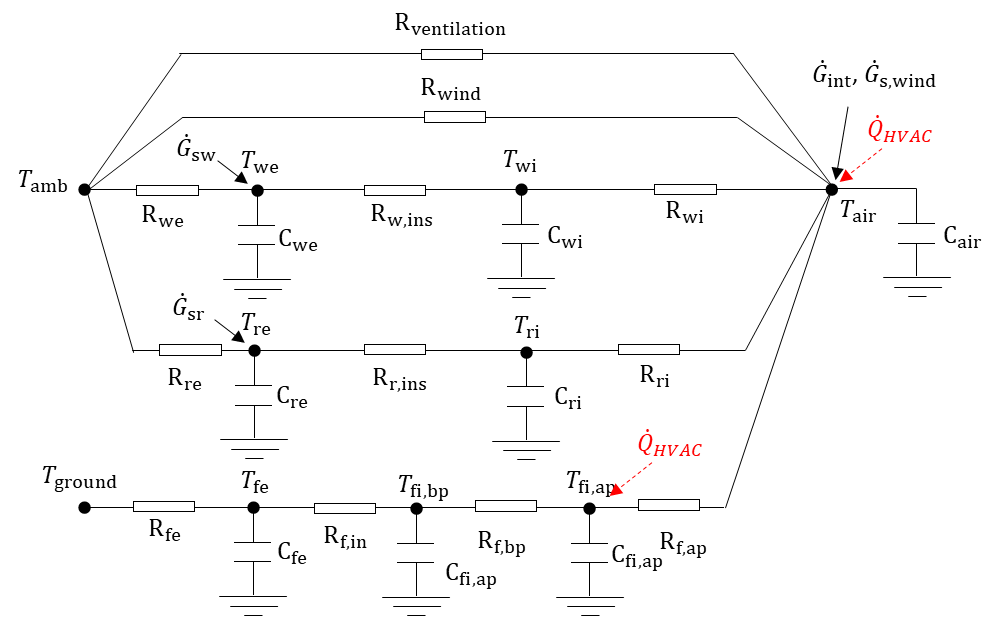 R_ventilation
Ġ_int, Ġ_s,wind
R_wind
Q̇_HVAC
Ġ_sw
T_we
T_wi
T_amb
R_we
R_w,ins
R_wi
T_air
C_we
C_wi
C_air
Ġ_sr
T_re
T_ri
R_re
R_r,ins
R_ri
C_re
C_ri
Q̇_HVAC
T_ground
T_fe
T_fi,bp
T_fi,ap
R_fe
R_f,in
R_f,bp
R_f,ap
C_fe
C_fi,ap
C_fi,ap